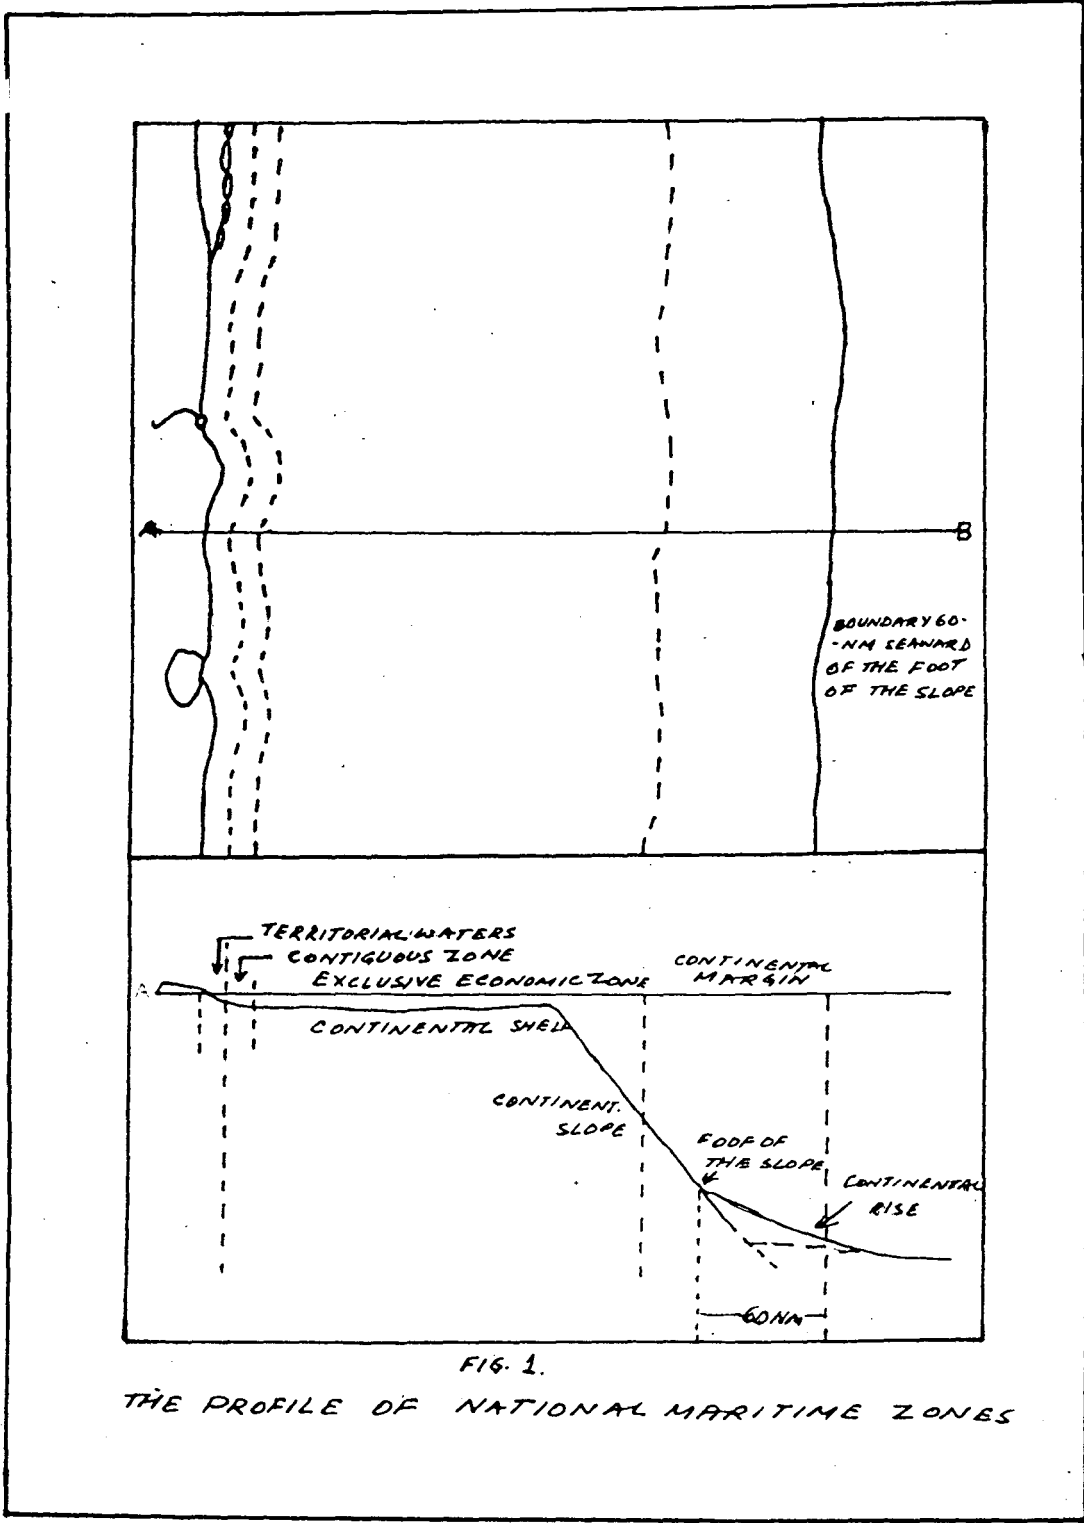 A
B
BOUNDARY 60-
-NM SEAWARD
OF THE FOOT
OF THE SLOPE
TERRITORIAL WATERS
CONTIGUOUS ZONE
EXCLUSIVE ECONOMIC ZONE
CONTINENTAL
MARGIN
A
CONTINENTAL SHELF
CONTINENT.
SLOPE
FOOF OF
THE SLOPE
CONTINENTAL
RISE
60NM
FIG. 1.
THE PROFILE OF NATIONAL MARITIME ZONES